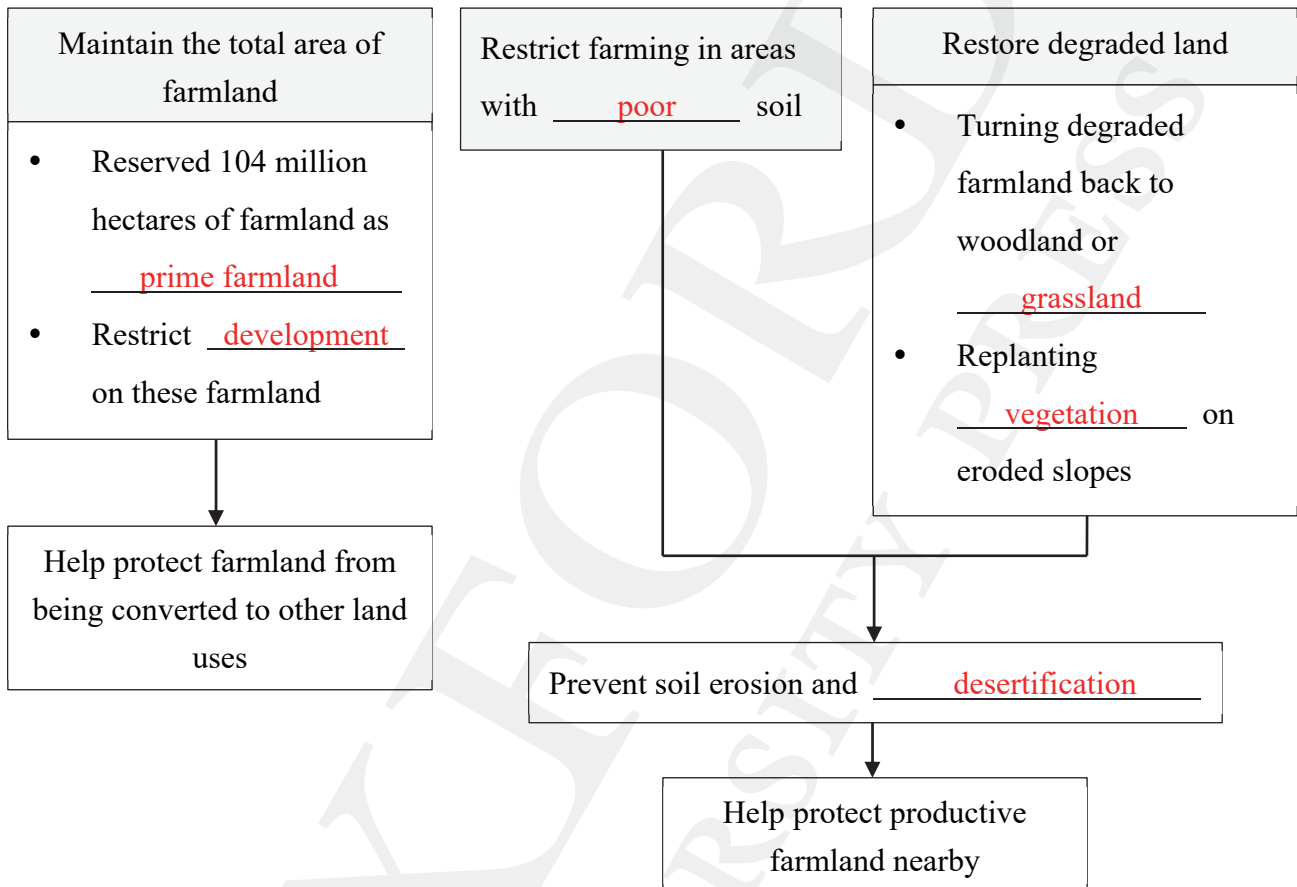 Maintain the total area of
farmland
• Reserved 104 million
hectares of farmland as
prime farmland
• Restrict development
on these farmland
Help protect farmland from
being converted to other land
uses
Restrict farming in areas
with poor soil
Restore degraded land
• Turning degraded
farmland back to
woodland or
grassland
• Replanting
vegetation on
eroded slopes
Prevent soil erosion and desertification
Help protect productive
farmland nearby
PRESS